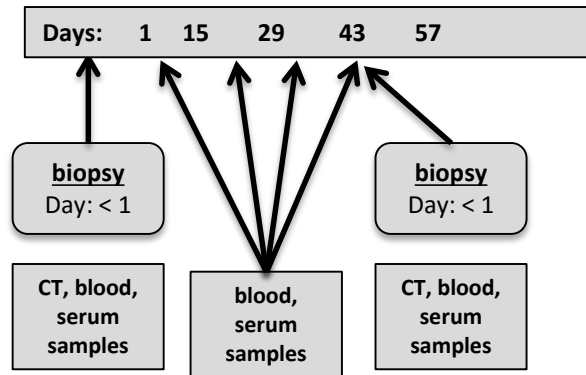 Days: 1 15 29 43 57
biopsy
Day: < 1
biopsy
Day: < 1
CT, blood,
serum
samples
blood,
serum
samples
CT, blood,
serum
samples